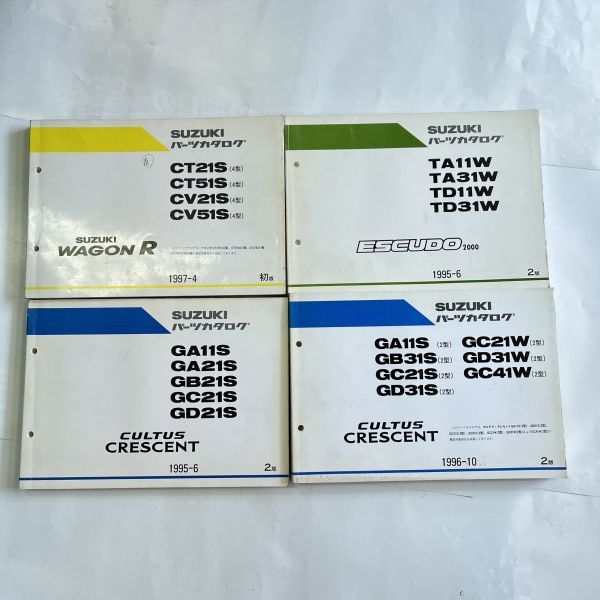 SUZUKI
パーツカタログ
CT21S(4型)
CT51S(4型)
CV21S(4型)
CV51S(4型)
SUZUKI
WAGON R
1997-4
初版
SUZUKI
パーツカタログ
TA11W
TA31W
TD11W
TD31W
ESCUDO 2000
1995-6
2版
SUZUKI
パーツカタログ
GA11S
GA21S
GB21S
GC21S
GD21S
CULTUS
CRESCENT
1995-6
2版
SUZUKI
パーツカタログ
GA11S(2型) GC21W(2型)
GB31S(2型) GD31W(2型)
GC21S(2型) GC41W(2型)
GD31S(2型)
CULTUS
CRESCENT
1996-10
2版